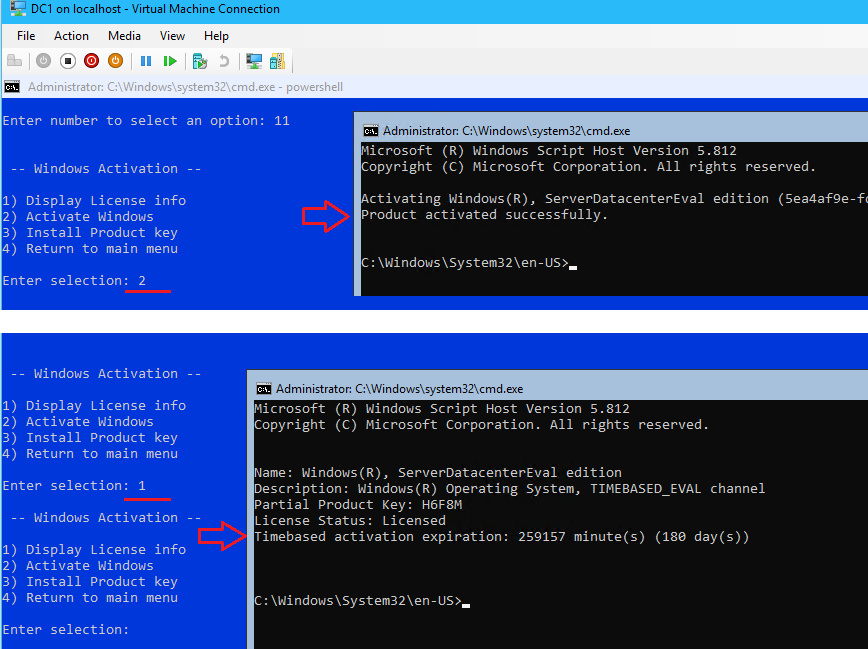 DC1 on localhost - Virtual Machine Connection
File Action Media View Help
Administrator: C:\Windows\system32\cmd.exe - powershell
Enter number to select an option: 11
-- Windows Activation --
1) Display License info
2) Activate Windows
3) Install Product key
4) Return to main menu
Enter selection: 2
Administrator: C:\Windows\system32\cmd.exe
Microsoft (R) Windows Script Host Version 5.812
Copyright (C) Microsoft Corporation. All rights reserved.
Activating Windows(R), ServerDatacenterEval edition (5ea4af9e-fd
Product activated successfully.
C:\Windows\System32\en-US>
-- Windows Activation --
1) Display License info
2) Activate Windows
3) Install Product key
4) Return to main menu
Enter selection: 1
-- Windows Activation --
1) Display License info
2) Activate Windows
3) Install Product key
4) Return to main menu
Enter selection:
Administrator: C:\Windows\system32\cmd.exe
Microsoft (R) Windows Script Host Version 5.812
Copyright (C) Microsoft Corporation. All rights reserved.
Name: Windows(R), ServerDatacenterEval edition
Description: Windows(R) Operating System, TIMEBASED_EVAL channel
Partial Product Key: H6F8M
License Status: Licensed
Timebased activation expiration: 259157 minute(s) (180 day(s))
C:\Windows\System32\en-US>